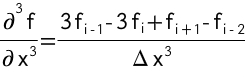 ∂³f/∂x³ = (3f_{i-1}-3f_i+f_{i+1}-f_{i-2})/Δx³